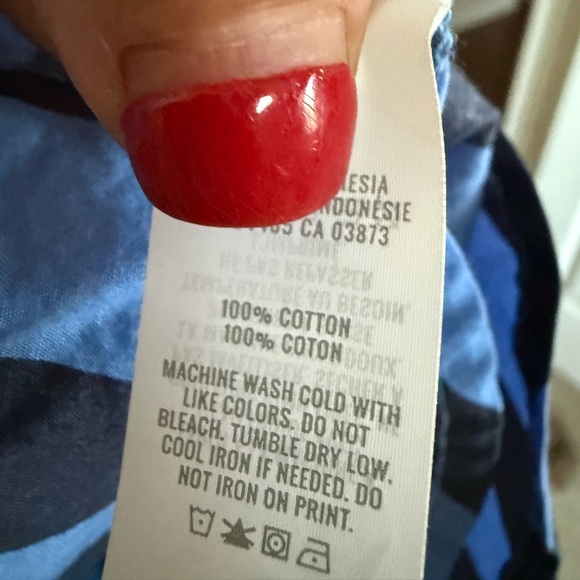 INDONÉSIE
CA 03873
100% COTTON
100% COTON
MACHINE WASH COLD WITH
LIKE COLORS. DO NOT
BLEACH. TUMBLE DRY LOW.
COOL IRON IF NEEDED. DO
NOT IRON ON PRINT.